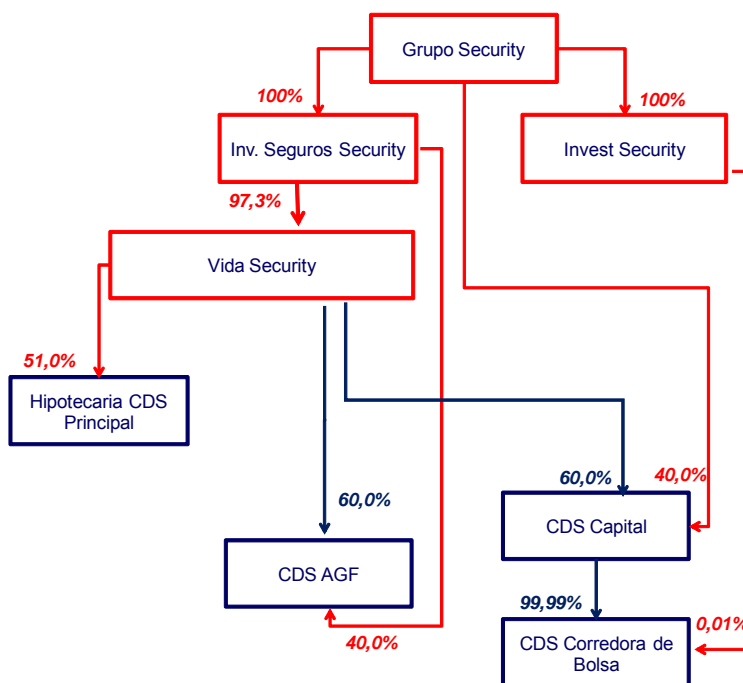 Grupo Security
100%
100%
Inv. Seguros Security
Invest Security
97,3%
Vida Security
51,0%
Hipotecaria CDS
Principal
60,0%
60,0%
40,0%
CDS Capital
CDS AGF
99,99%
40,0%
0,01%
CDS Corredora de
Bolsa